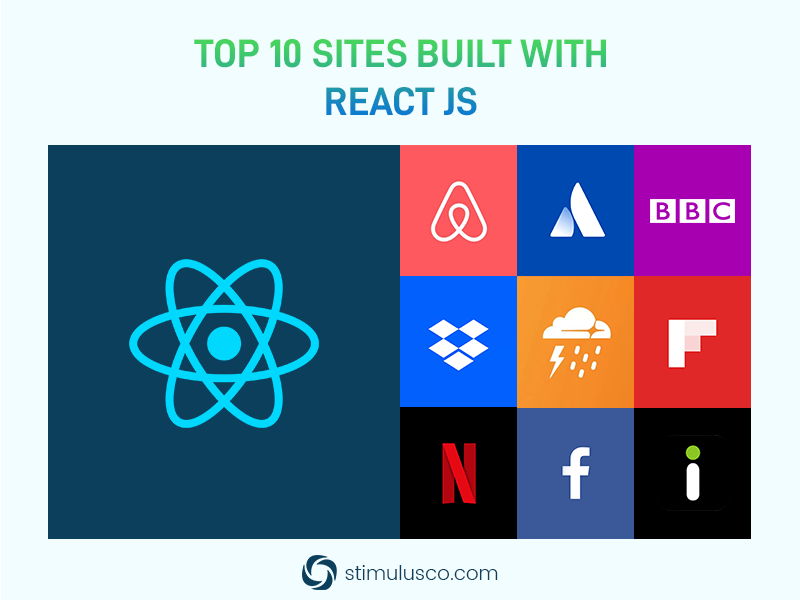 TOP 10 SITES BUILT WITH
REACT JS
BBC
N
f
i
stimulusco.com